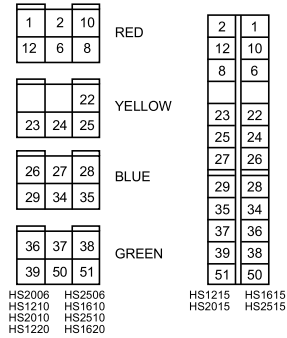 1 2 10
RED
12 6 8
22
YELLOW
23 24 25
26 27 28
BLUE
29 34 35
36 37 38
GREEN
39 50 51
HS2006 HS2506
HS1210 HS1610
HS2010 HS2510
HS1220 HS1620
2 1
12 10
8 6
23 22
25 24
27 26
29 28
35 34
37 36
39 38
51 50
HS1215 HS1615
HS2015 HS2515